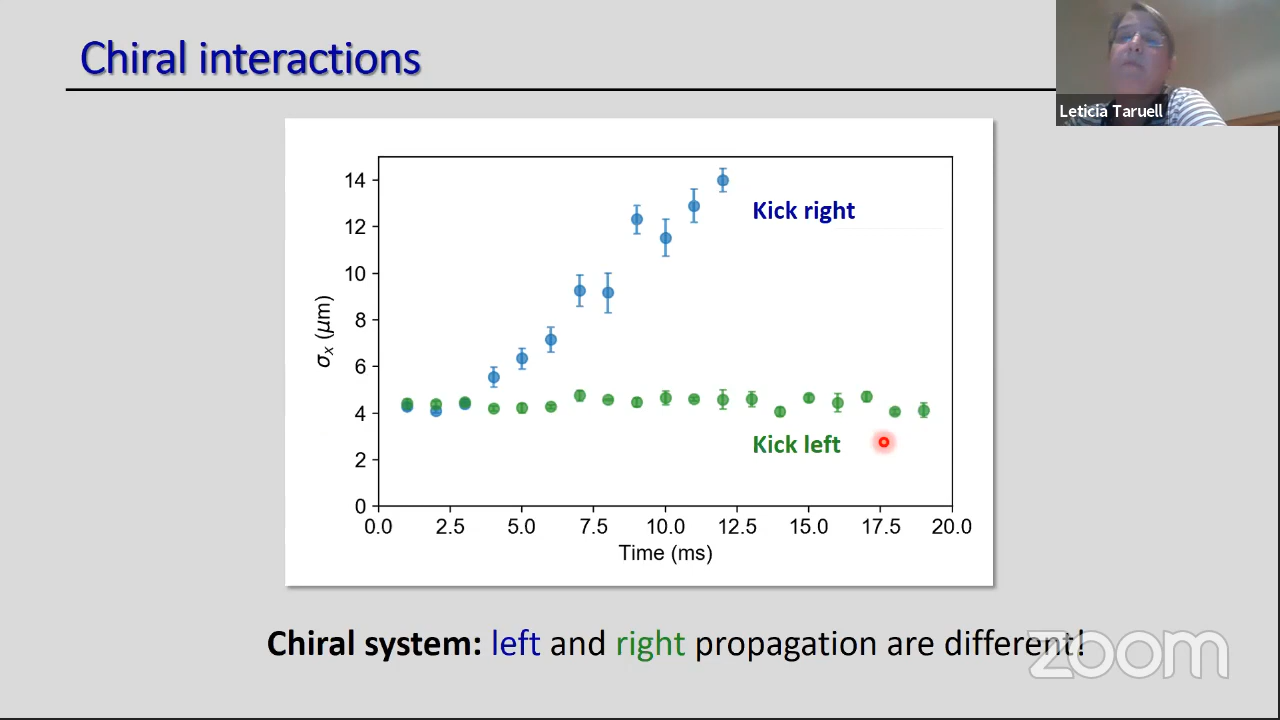 Chiral interactions
Leticia Taruell
14
12
10
8
6
4
2
0
σx (μm)
Kick right
Kick left
0.0 2.5 5.0 7.5 10.0 12.5 15.0 17.5 20.0
Time (ms)
Chiral system: left and right propagation are different!
zoom